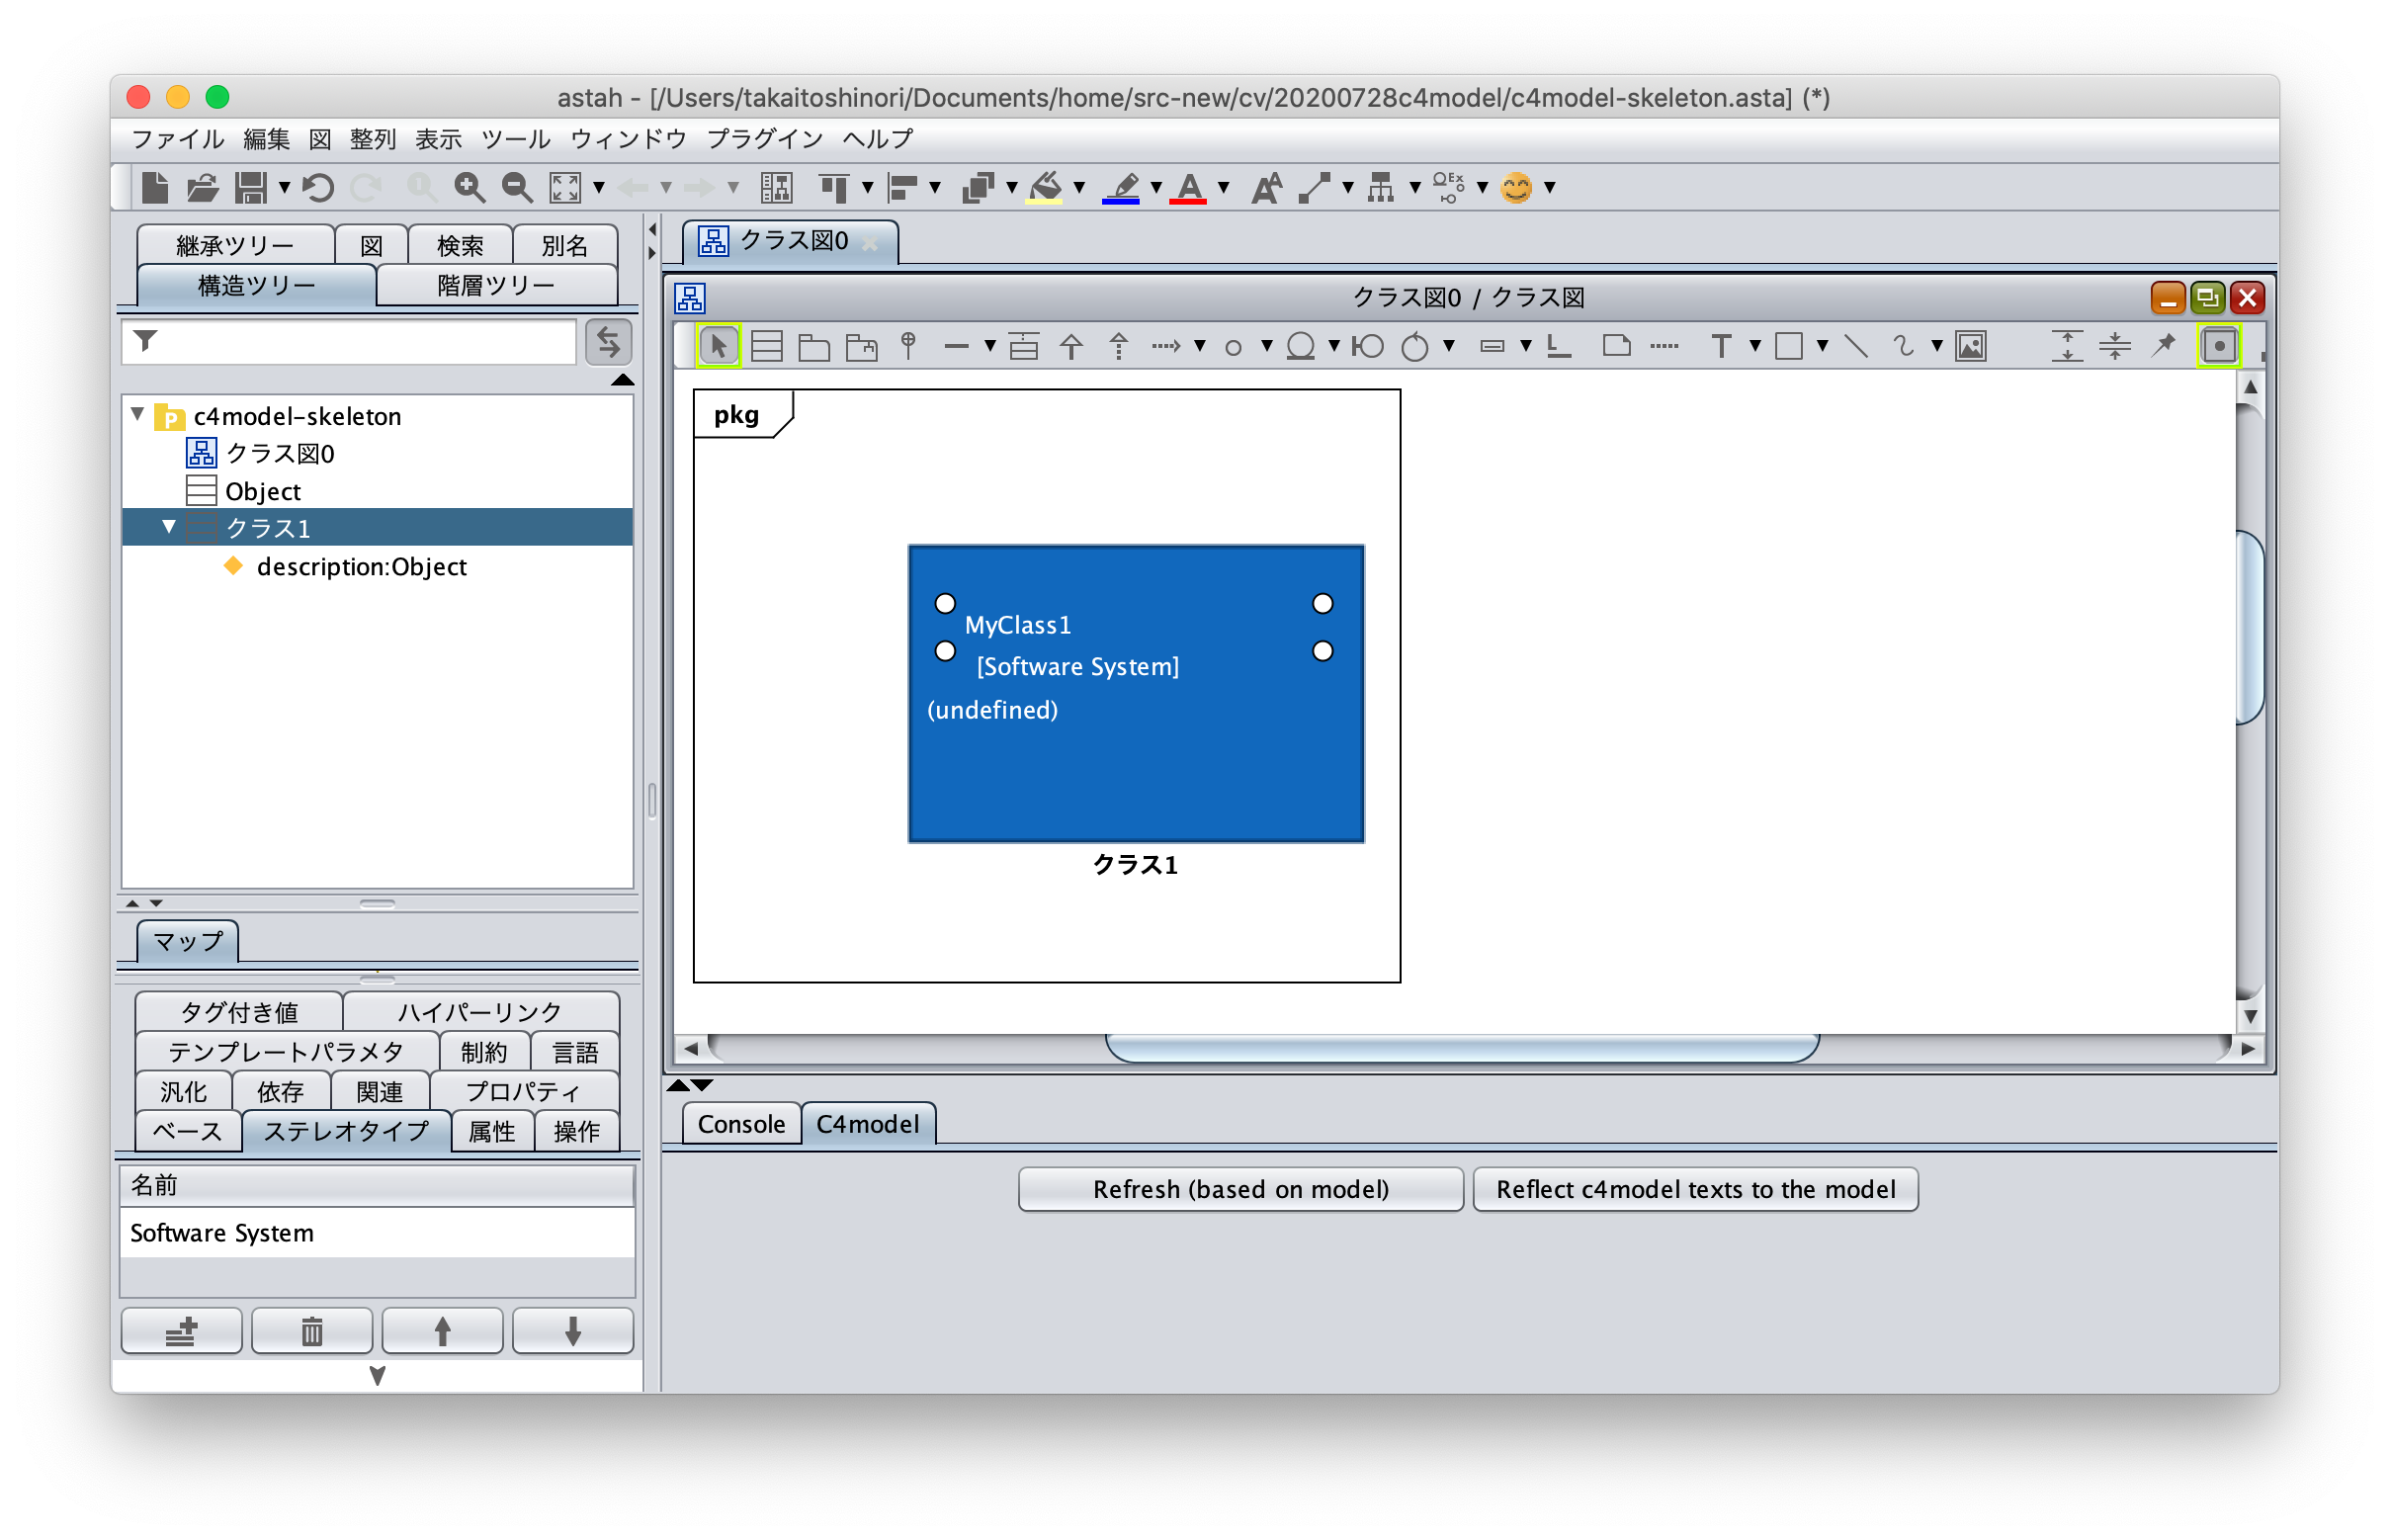 astah - [/Users/takaitoshinori/Documents/home/src-new/cv/20200728c4model/c4model-skeleton.asta] (*)
ファイル 編集 図 整列 表示 ツール ウィンドウ プラグイン ヘルプ
継承ツリー 図 検索 別名
構造ツリー 階層ツリー
c4model-skeleton
クラス図0
Object
クラス1
description:Object
マップ
タグ付き値 ハイパーリンク
テンプレートパラメタ 制約 言語
汎化 依存 関連 プロパティ
ベース ステレオタイプ 属性 操作
名前
Software System
クラス図0
クラス図0 / クラス図
pkg
MyClass1
[Software System]
(undefined)
クラス1
Console C4model
Refresh (based on model) Reflect c4model texts to the model